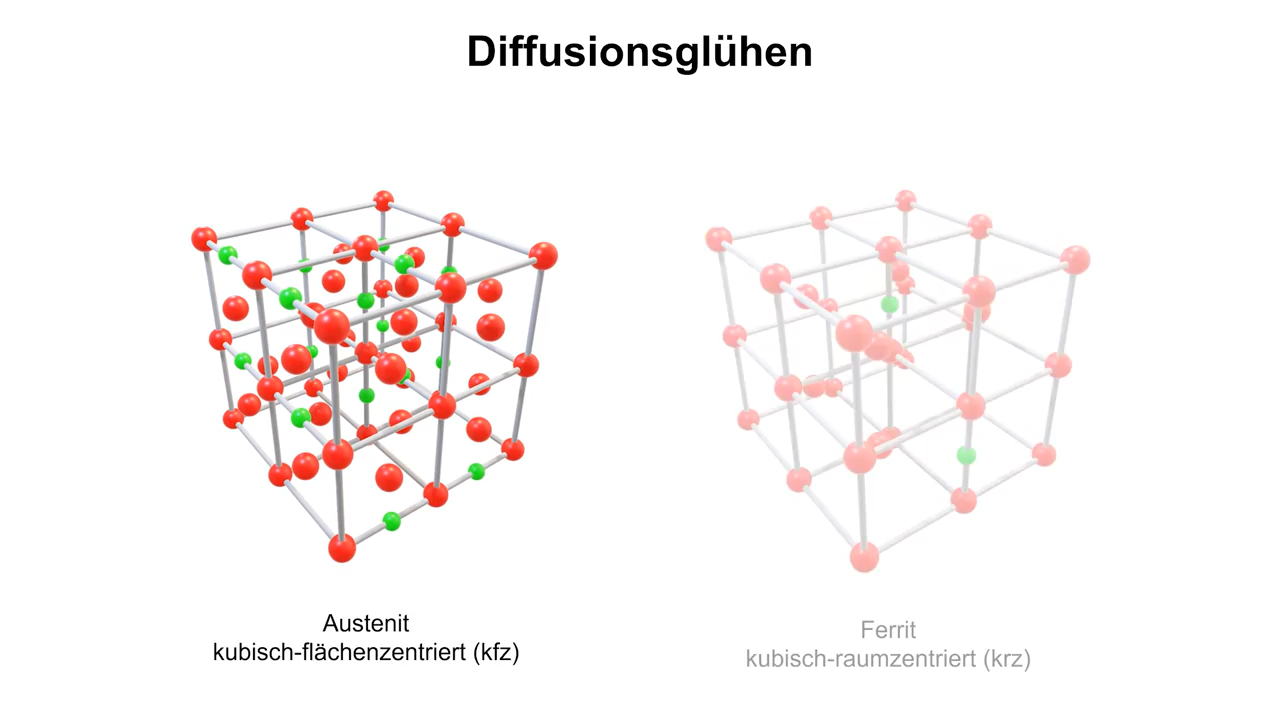 Diffusionsglühen
Austenit
kubisch-flächenzentriert (kfz)
Ferrit
kubisch-raumzentriert (krz)